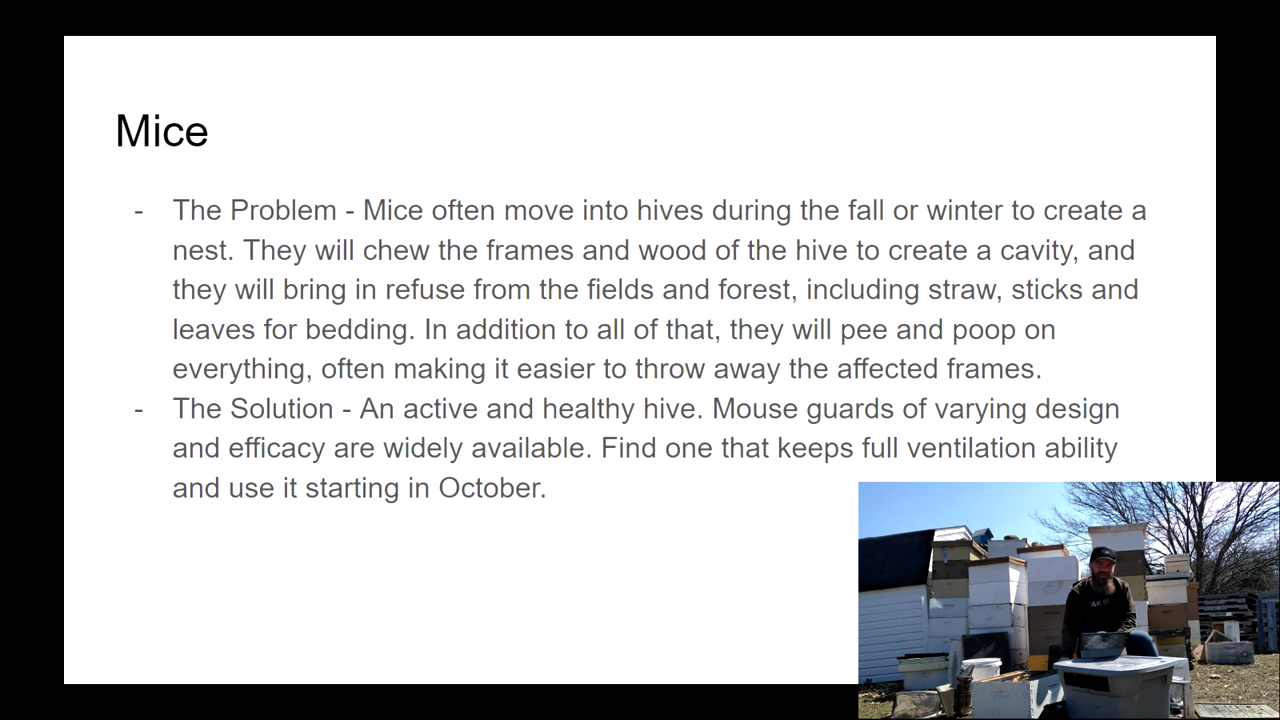 Mice
- The Problem - Mice often move into hives during the fall or winter to create a
nest. They will chew the frames and wood of the hive to create a cavity, and
they will bring in refuse from the fields and forest, including straw, sticks and
leaves for bedding. In addition to all of that, they will pee and poop on
everything, often making it easier to throw away the affected frames.
- The Solution - An active and healthy hive. Mouse guards of varying design
and efficacy are widely available. Find one that keeps full ventilation ability
and use it starting in October.